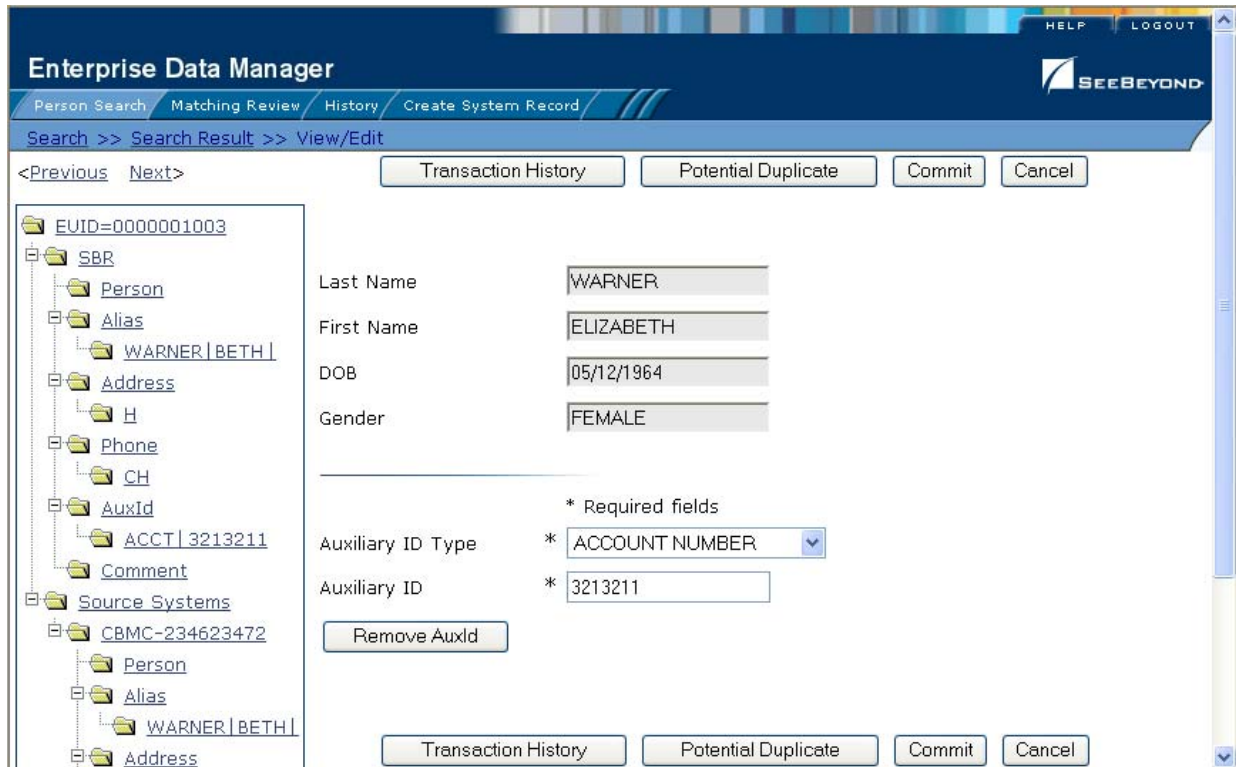 HELP LOGOUT
Enterprise Data Manager
SEEBEYOND
Person Search Matching Review History Create System Record
Search >> Search Result >> View/Edit
<Previous Next>
Transaction History Potential Duplicate Commit Cancel
EUID=0000001003
SBR
Person
Alias
WARNER|BETH|
Address
H
Phone
CH
AuxId
ACCT|3213211
Comment
Source Systems
CBMC-234623472
Person
Alias
WARNER|BETH|
Address
Last Name WARNER
First Name ELIZABETH
DOB 05/12/1964
Gender FEMALE
* Required fields
Auxiliary ID Type * ACCOUNT NUMBER
Auxiliary ID * 3213211
Remove AuxId
Transaction History Potential Duplicate Commit Cancel